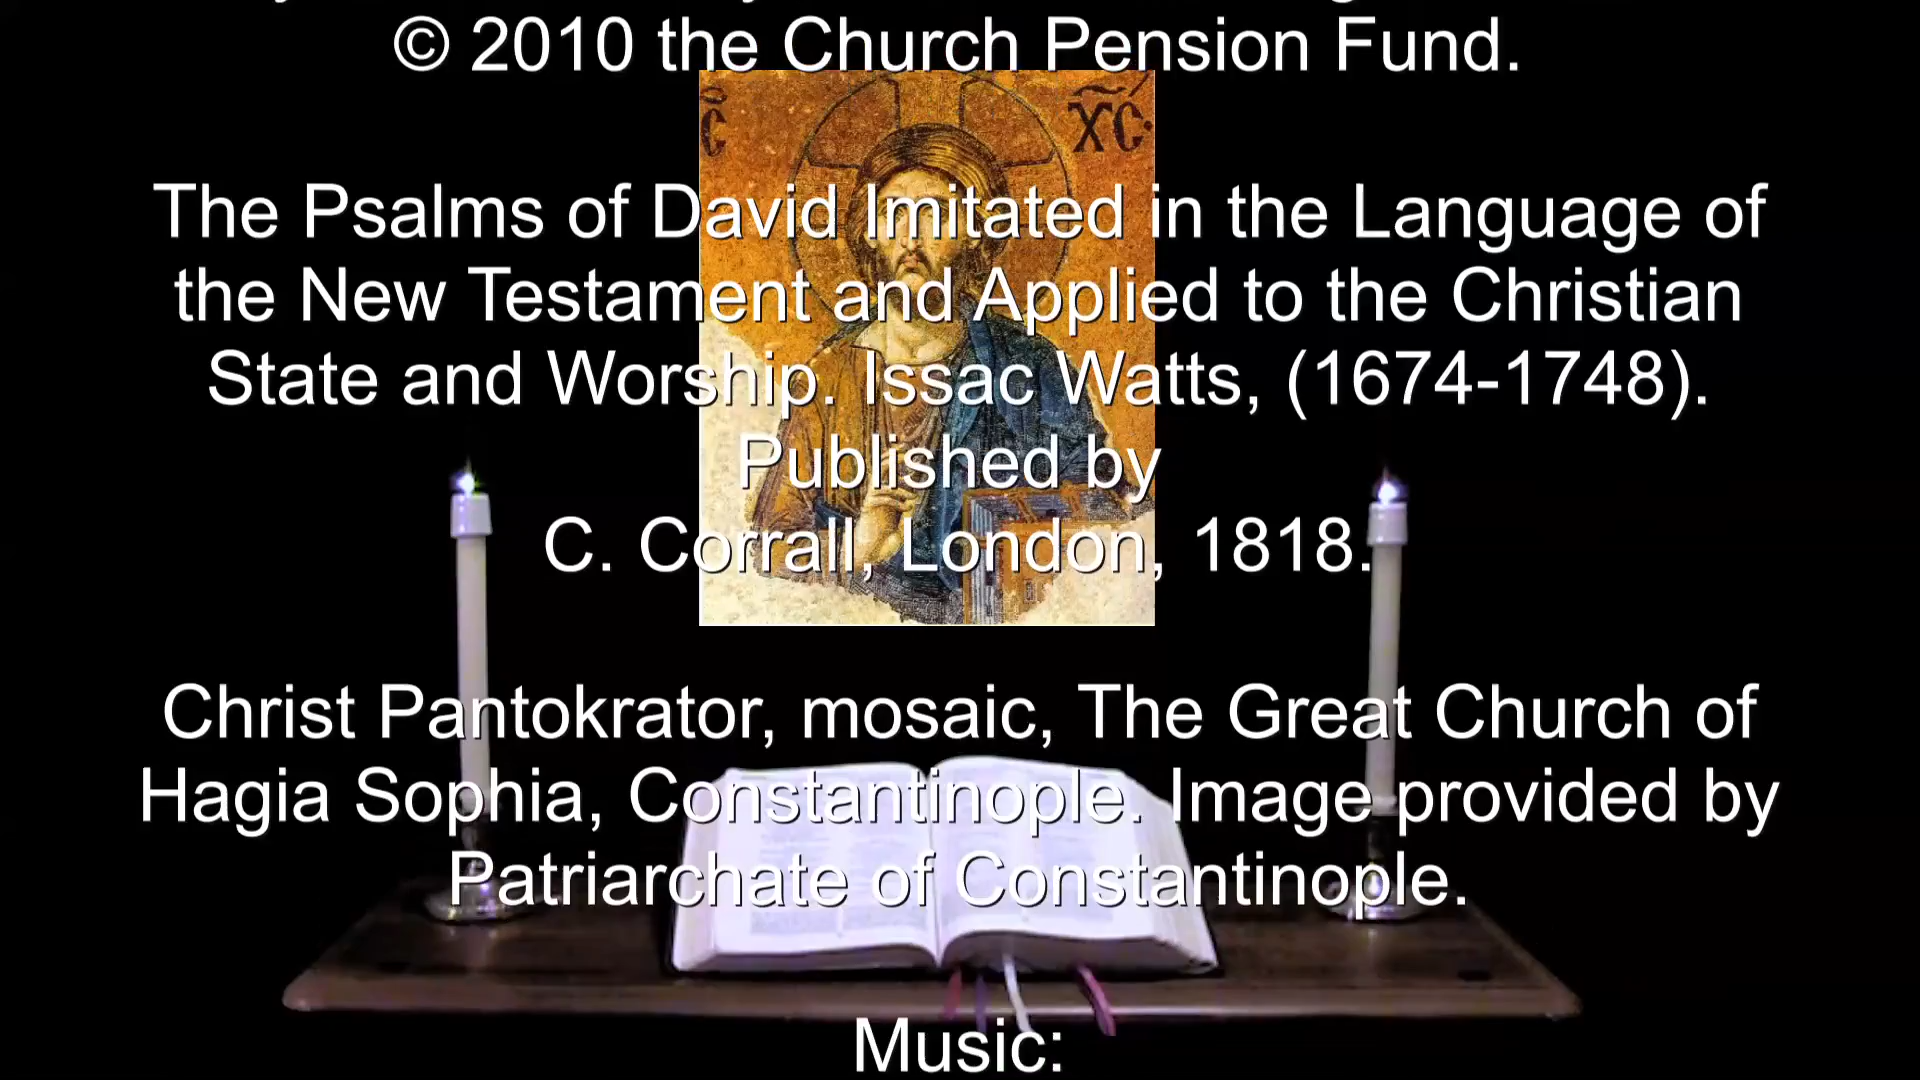 © 2010 the Church Pension Fund.
The Psalms of David Imitated in the Language of
the New Testament and Applied to the Christian
State and Worship. Issac Watts, (1674-1748).
Published by
C. Corrall, London, 1818.
Christ Pantokrator, mosaic, The Great Church of
Hagia Sophia, Constantinople. Image provided by
Patriarchate of Constantinople.
Music: